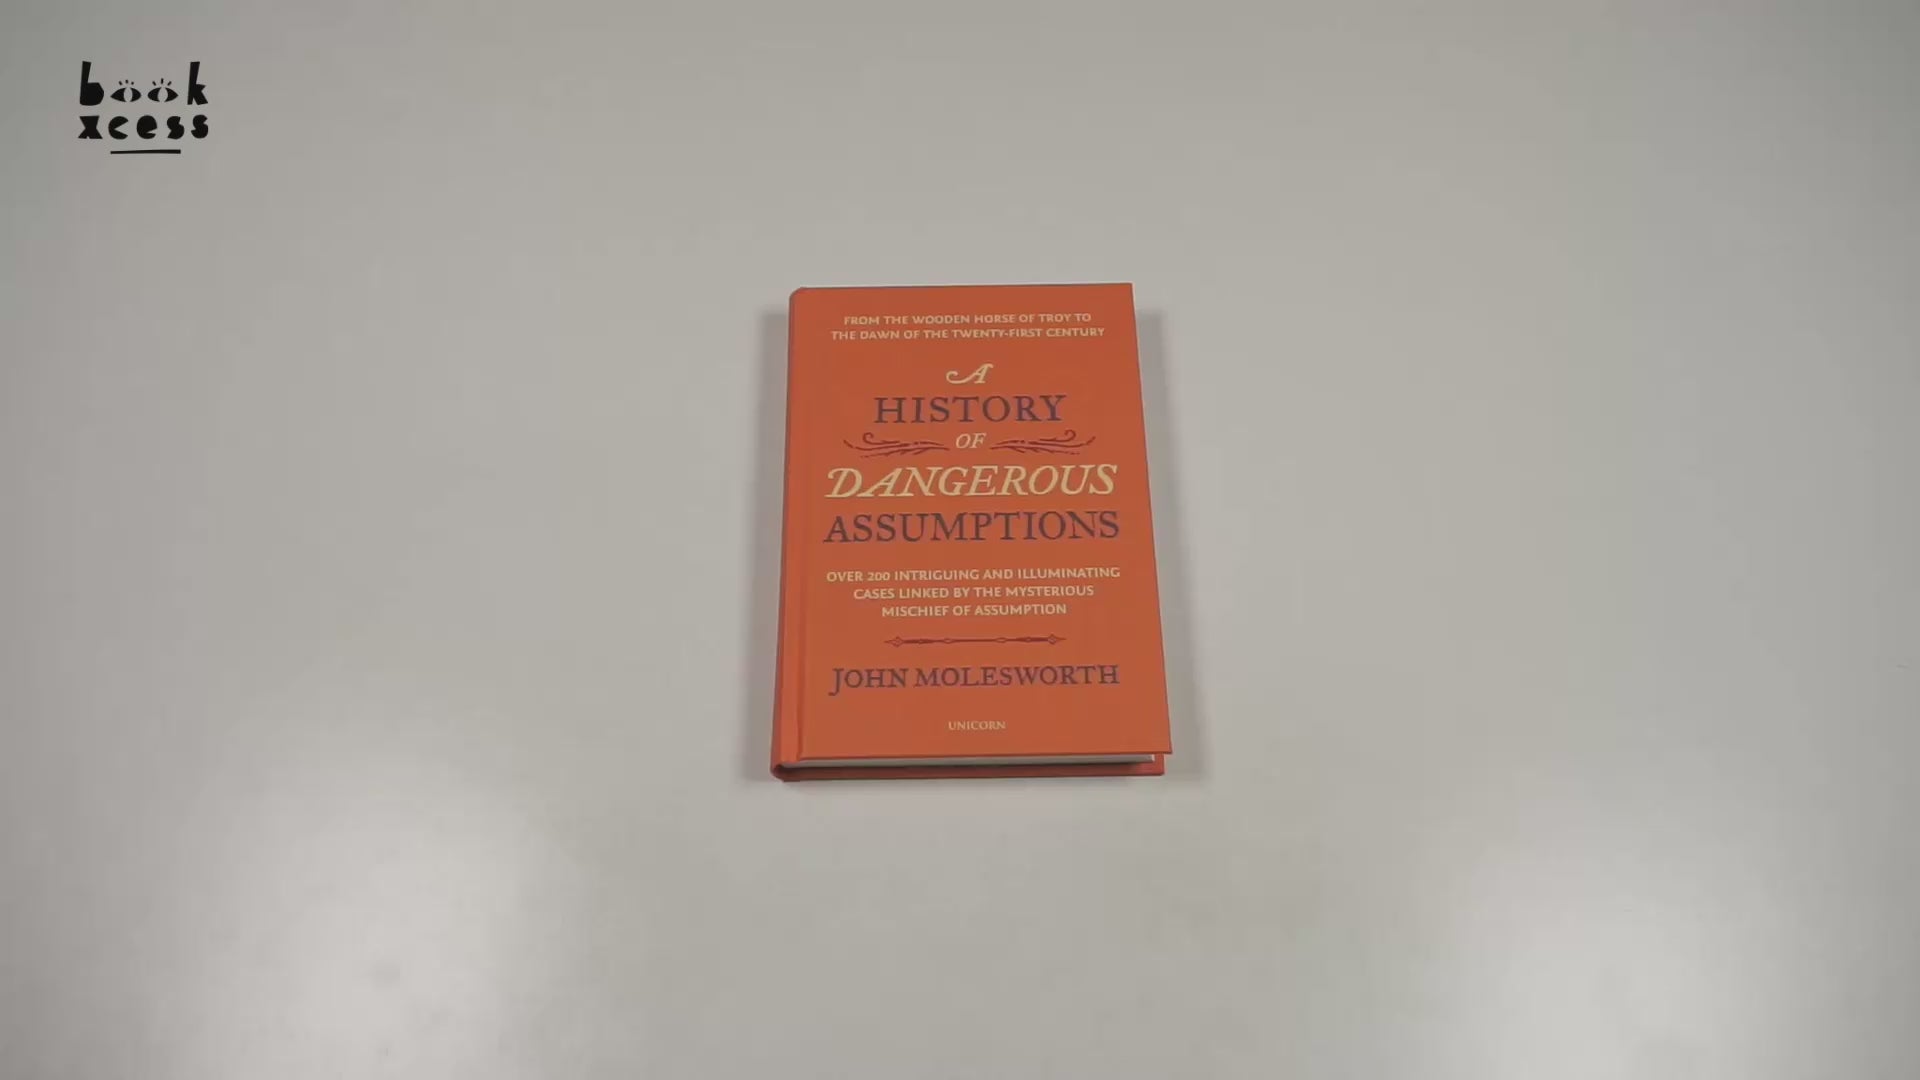 book
xcess
FROM THE WOODEN HORSE OF TROY TO
THE DAWN OF THE TWENTY-FIRST CENTURY
A
HISTORY
OF
DANGEROUS
ASSUMPTIONS
OVER 200 INTRIGUING AND ILLUMINATING
CASES LINKED BY THE MYSTERIOUS
MISCHIEF OF ASSUMPTION
JOHN MOLESWORTH
UNICORN